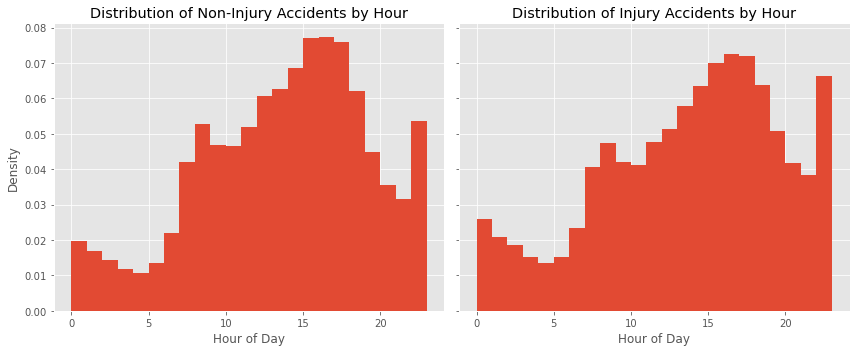 Distribution of Non-Injury Accidents by Hour
Distribution of Injury Accidents by Hour
0.08
0.07
0.06
0.05
0.04
0.03
0.02
0.01
0.00
Density
0 5 10 15 20
0 5 10 15 20
Hour of Day
Hour of Day